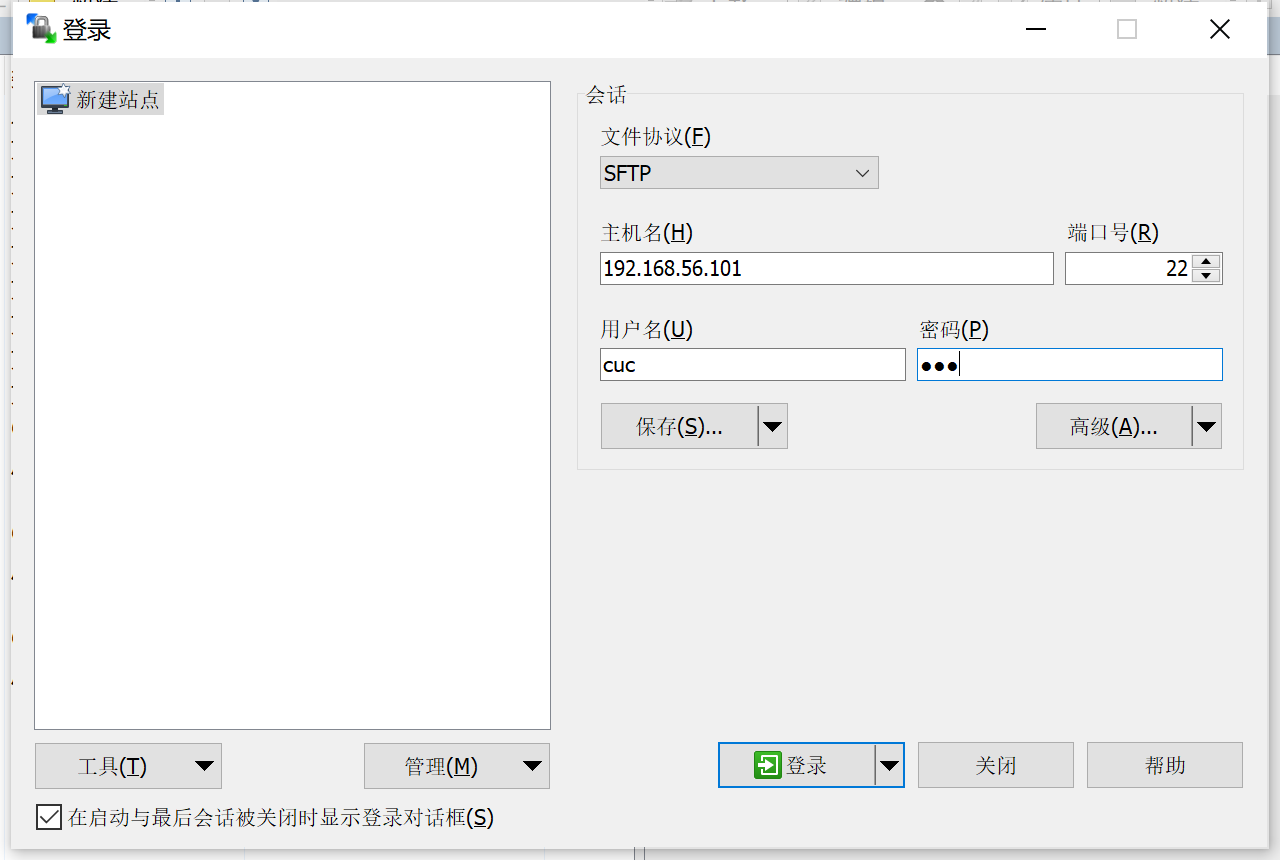 登录
新建站点
会话
文件协议(F)
SFTP
主机名(H) 端口号(R)
192.168.56.101 22
用户名(U) 密码(P)
cuc ●●●
保存(S)... 高级(A)...
工具(T) 管理(M) 登录 关闭 帮助
在启动与最后会话被关闭时显示登录对话框(S)